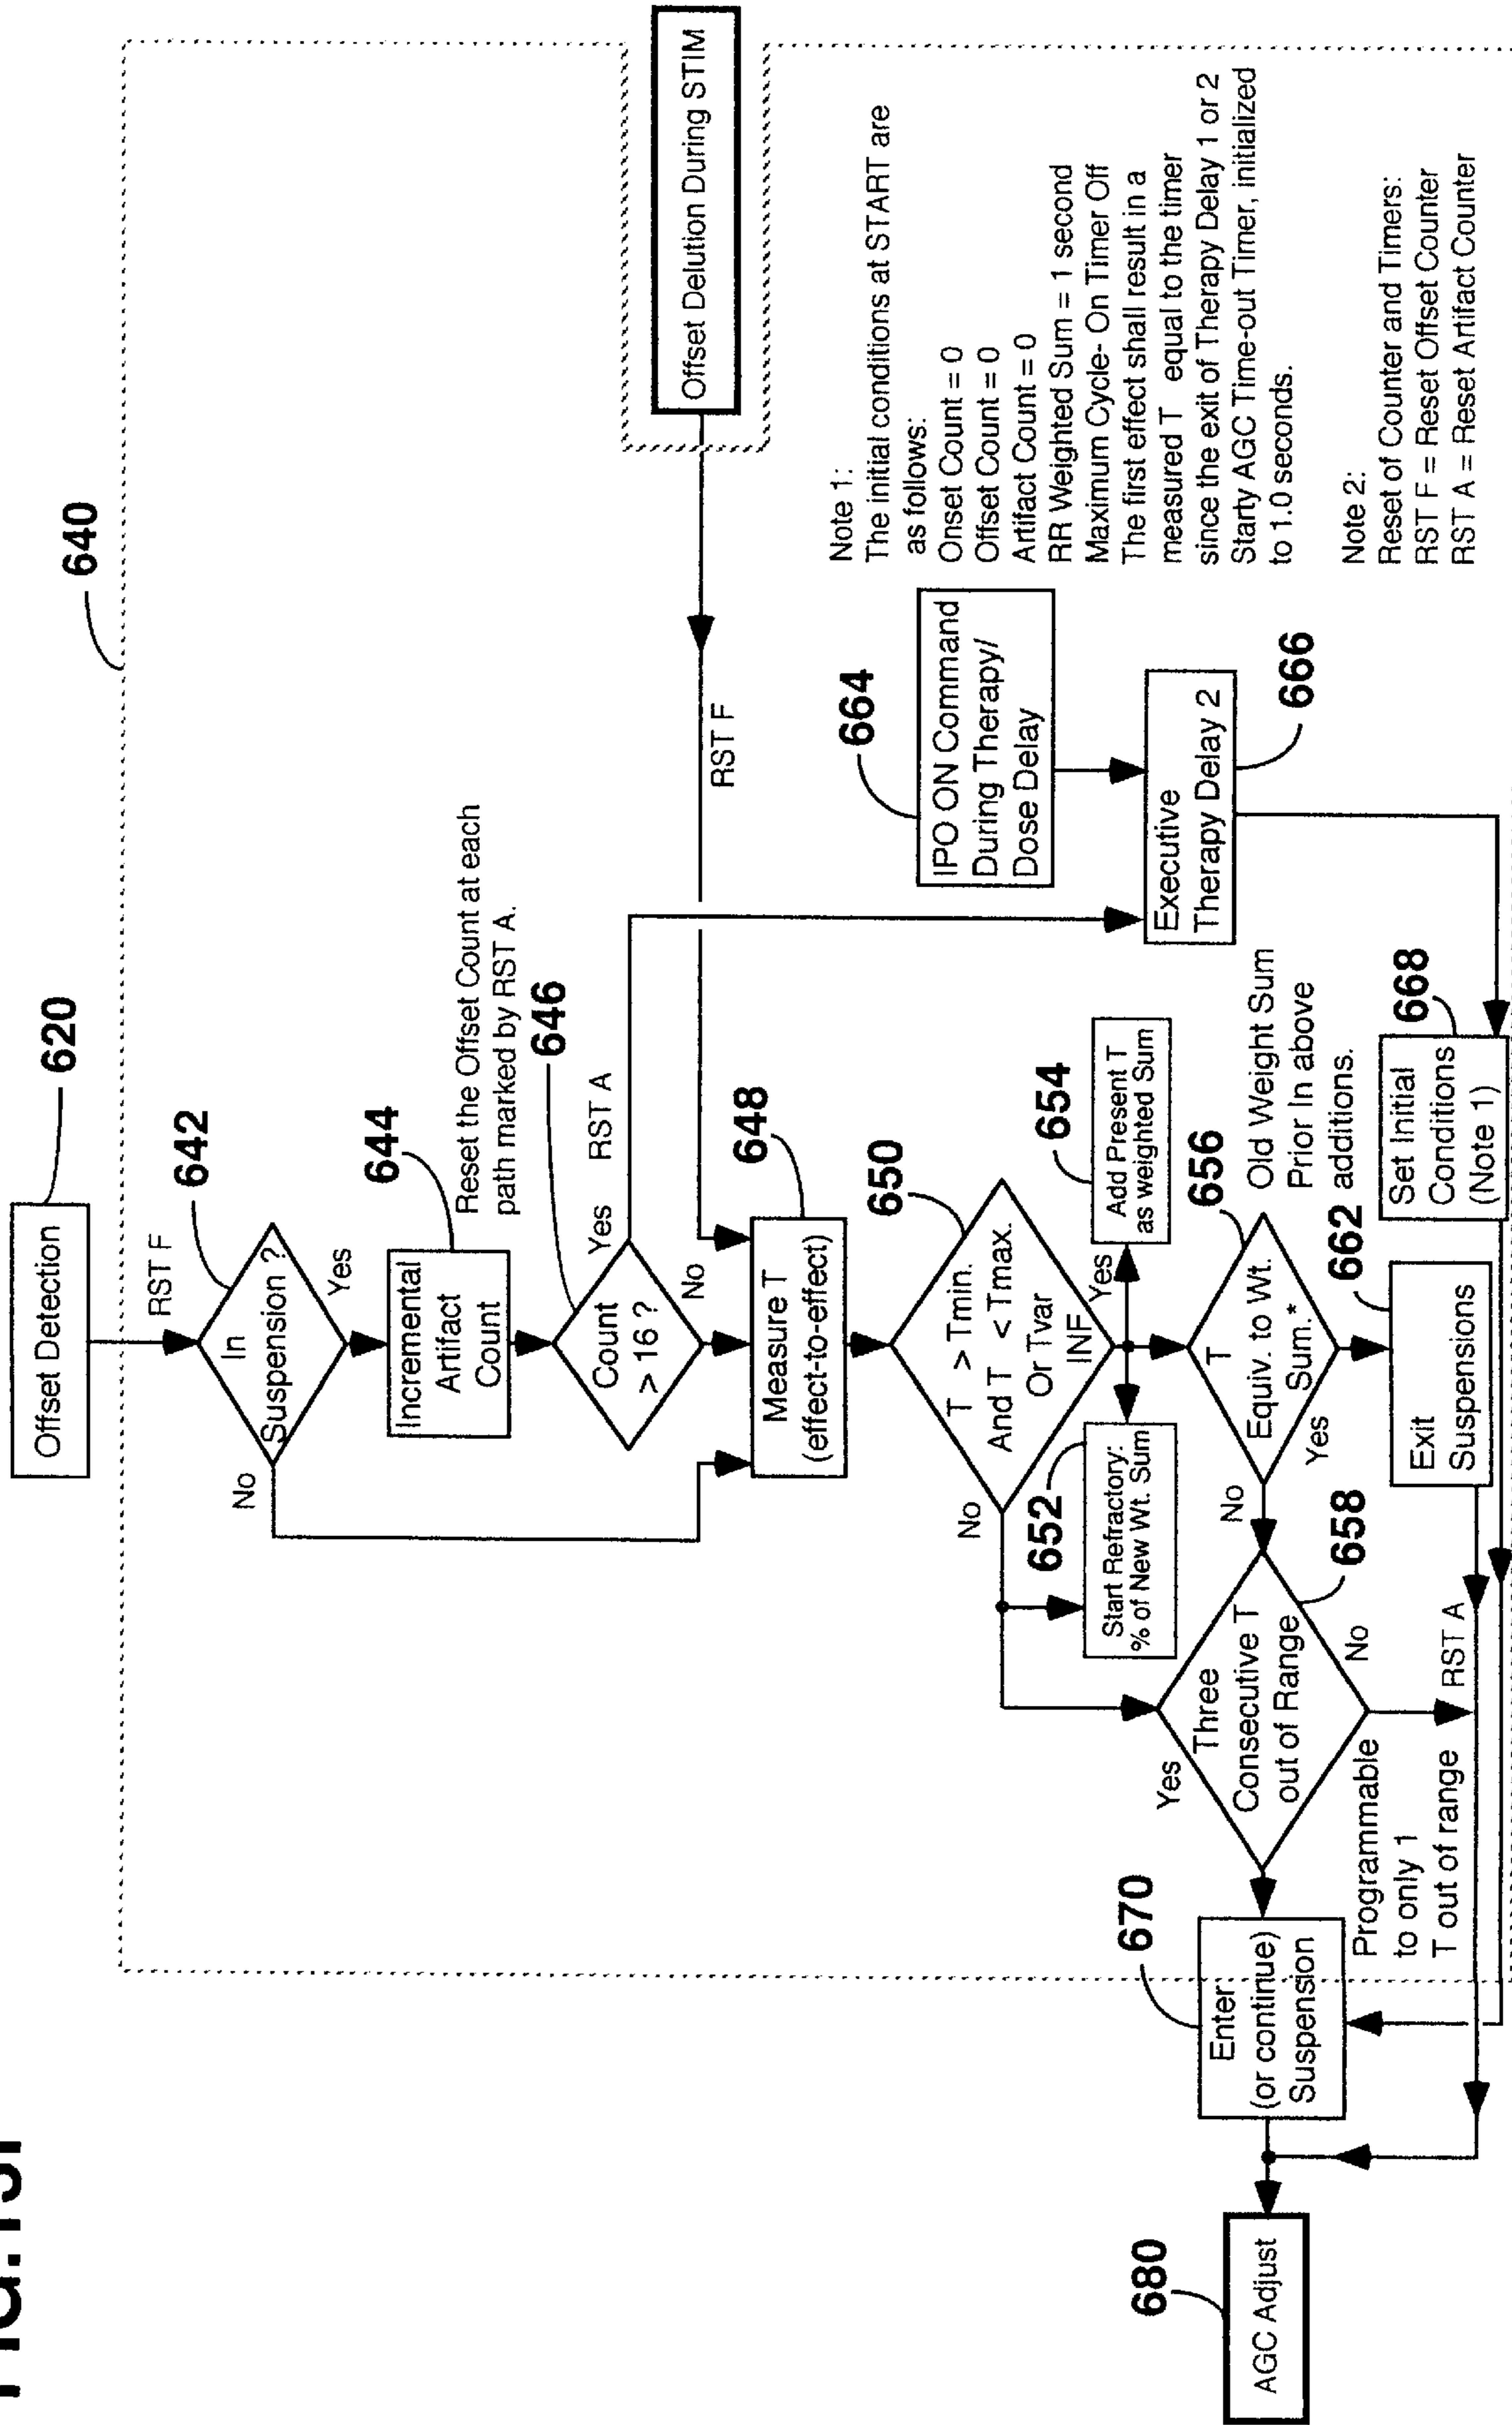 640
620
Offset Detection
RST F
642
In
Suspension ?
No
Yes
644
Incremental
Artifact
Count
Reset the Offset Count at each
path marked by RST A.
646
Count
> 16 ?
Yes
RST A
No
Offset Delution During STIM
RST F
648
Measure T
(effect-to-effect)
650
T > Tmin.
And T < Tmax.
Or Tvar
INF
No
Yes
652
Start Refractory:
% of New Wt. Sum
654
Add Present T
as weighted Sum
656
T
Equiv. to Wt.
Sum.*
No
Yes
Old Weight Sum
Prior In above
additions.
658
Three
Consecutive T
out of Range
Yes
No
Programmable
to only 1
T out of range
662
Exit
Suspensions
RST A
664
IPO ON Command
During Therapy/
Dose Delay
666
Executive
Therapy Delay 2
668
Set Initial
Conditions
(Note 1)
670
Enter
(or continue)
Suspension
680
AGC Adjust
Note 1:
The initial conditions at START are
as follows:
Onset Count = 0
Offset Count = 0
Artifact Count = 0
RR Weighted Sum = 1 second
Maximum Cycle- On Timer Off
The first effect shall result in a
measured T equal to the timer
since the exit of Therapy Delay 1 or 2
Starty AGC Time-out Timer, initialized
to 1.0 seconds.
Note 2:
Reset of Counter and Timers:
RST F = Reset Offset Counter
RST A = Reset Artifact Counter